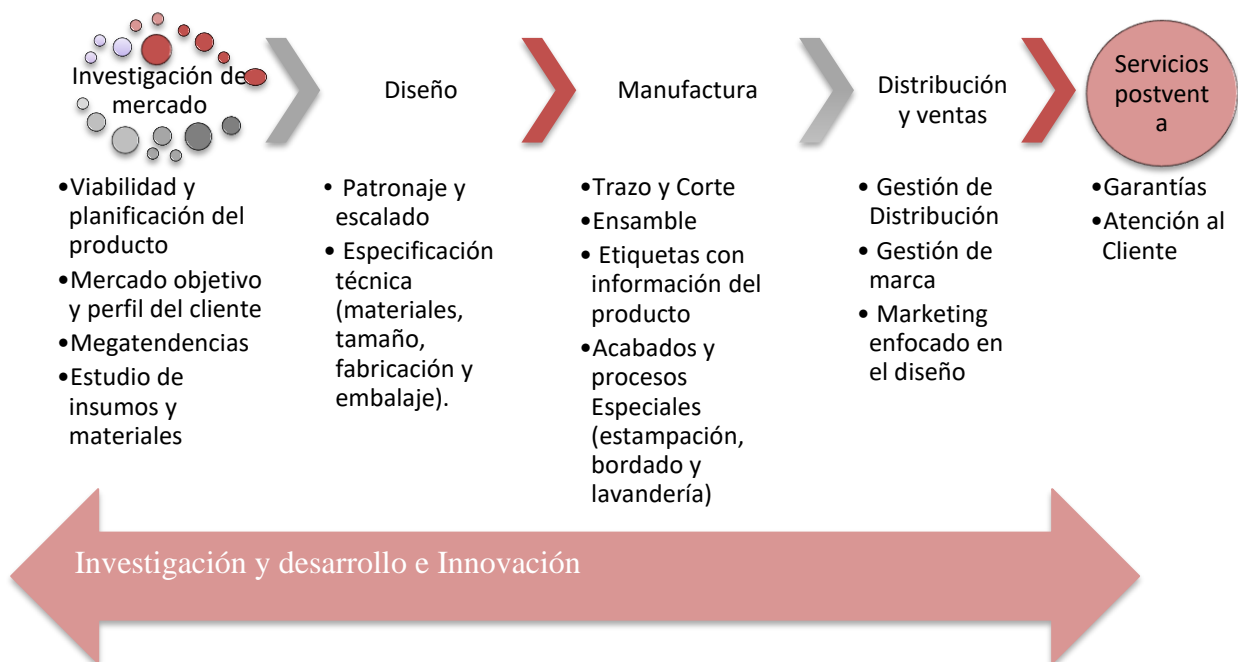 Investigación de
mercado
•Viabilidad y
planificación del
producto
•Mercado objetivo
y perfil del cliente
•Megatendencias
•Estudio de
insumos y
materiales
Diseño
• Patronaje y
escalado
• Especificación
técnica
(materiales,
tamaño,
fabricación y
embalaje).
Manufactura
•Trazo y Corte
•Ensamble
• Etiquetas con
información del
producto
•Acabados y
procesos
Especiales
(estampación,
bordado y
lavandería)
Distribución
y ventas
• Gestión de
Distribución
• Gestión de
marca
• Marketing
enfocado en
el diseño
Servicios
postvent
a
•Garantías
•Atención al
Cliente
Investigación y desarrollo e Innovación